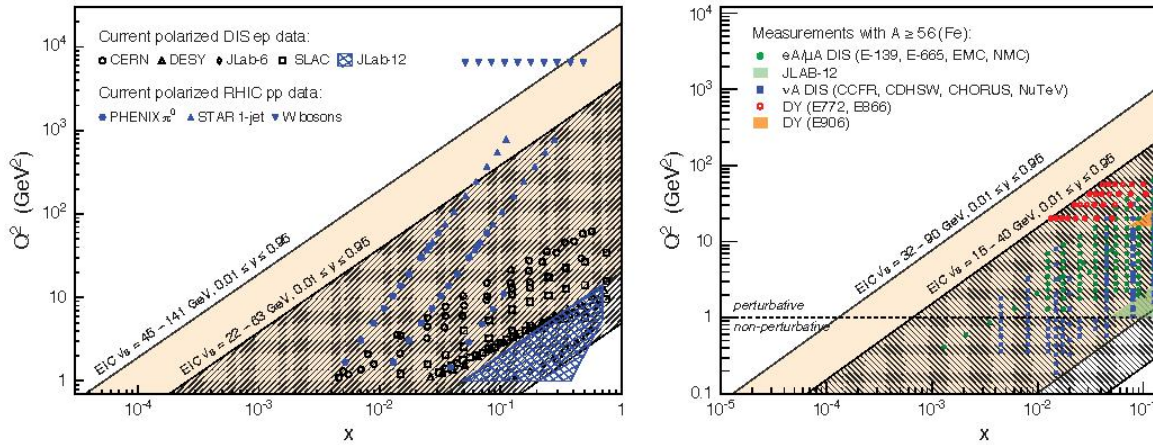 Current polarized DIS ep data:
CERN DESY JLab-6 SLAC JLab-12
Current polarized RHIC pp data:
PHENIX π⁰ STAR 1-jet W bosons
EIC √s = 45 – 141 GeV, 0.01 ≤ y ≤ 0.95
EIC √s = 22 – 63 GeV, 0.01 ≤ y ≤ 0.95
Q² (GeV²)
10⁴
10³
10²
10
1
10⁻⁴ 10⁻³ 10⁻² 10⁻¹ 1
x
Measurements with A ≥ 56 (Fe):
eA/μA DIS (E-139, E-665, EMC, NMC)
JLAB-12
νA DIS (CCFR, CDHSW, CHORUS, NuTeV)
DY (E772, E866)
DY (E906)
EIC √s = 32 – 90 GeV, 0.01 ≤ y ≤ 0.95
EIC √s = 15 – 40 GeV, 0.01 ≤ y ≤ 0.95
perturbative
non-perturbative
Q² (GeV²)
10⁴
10³
10²
10
1
0.1
10⁻⁵ 10⁻⁴ 10⁻³ 10⁻² 10⁻¹
x